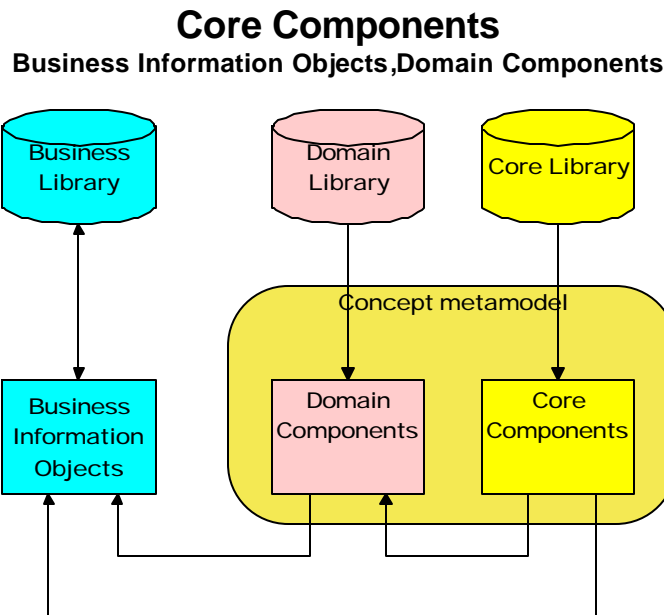 Core Components
Business Information Objects,Domain Components
Business
Library
Domain
Library
Core Library
Concept metamodel
Business
Information
Objects
Domain
Components
Core
Components